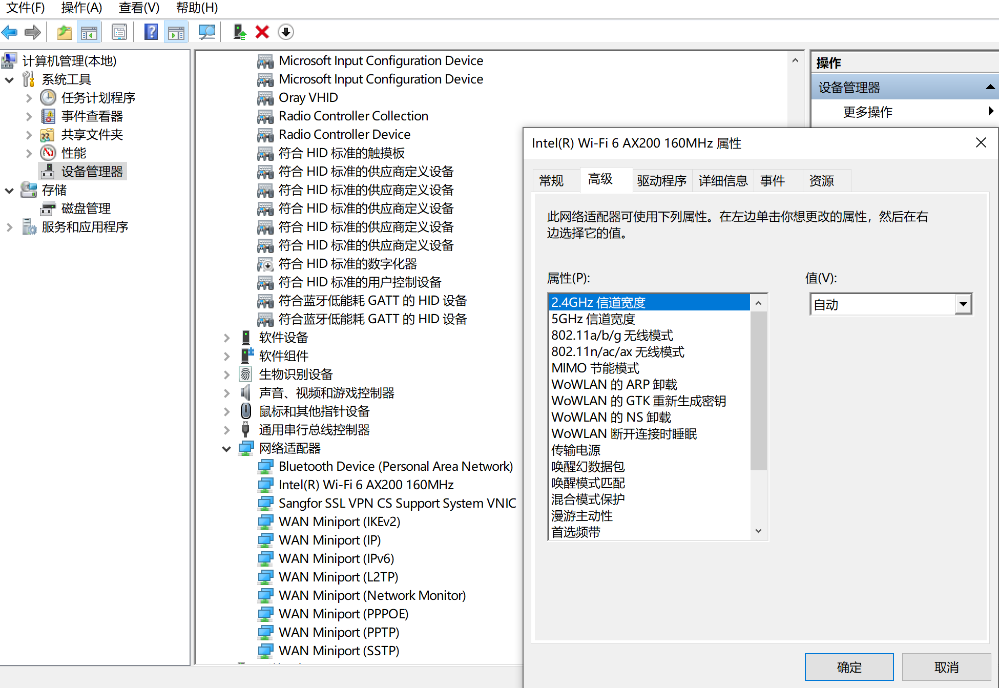 文件(F) 操作(A) 查看(V) 帮助(H)
计算机管理(本地)
系统工具
任务计划程序
事件查看器
共享文件夹
性能
设备管理器
存储
磁盘管理
服务和应用程序
Microsoft Input Configuration Device
Microsoft Input Configuration Device
Oray VHID
Radio Controller Collection
Radio Controller Device
符合 HID 标准的触摸板
符合 HID 标准的供应商定义设备
符合 HID 标准的供应商定义设备
符合 HID 标准的供应商定义设备
符合 HID 标准的供应商定义设备
符合 HID 标准的供应商定义设备
符合 HID 标准的数字化器
符合 HID 标准的用户控制设备
符合蓝牙低能耗 GATT 的 HID 设备
符合蓝牙低能耗 GATT 的 HID 设备
软件设备
软件组件
生物识别设备
声音、视频和游戏控制器
鼠标和其他指针设备
通用串行总线控制器
网络适配器
Bluetooth Device (Personal Area Network)
Intel(R) Wi-Fi 6 AX200 160MHz
Sangfor SSL VPN CS Support System VNIC
WAN Miniport (IKEv2)
WAN Miniport (IP)
WAN Miniport (IPv6)
WAN Miniport (L2TP)
WAN Miniport (Network Monitor)
WAN Miniport (PPPOE)
WAN Miniport (PPTP)
WAN Miniport (SSTP)
操作
设备管理器
更多操作
Intel(R) Wi-Fi 6 AX200 160MHz 属性
常规 高级 驱动程序 详细信息 事件 资源
此网络适配器可使用下列属性。在左边单击你想更改的属性，然后在右
边选择它的值。
属性(P): 值(V):
2.4GHz 信道宽度
自动
5GHz 信道宽度
802.11a/b/g 无线模式
802.11n/ac/ax 无线模式
MIMO 节能模式
WoWLAN 的 ARP 卸载
WoWLAN 的 GTK 重新生成密钥
WoWLAN 的 NS 卸载
WoWLAN 断开连接时睡眠
传输电源
唤醒幻数据包
唤醒模式匹配
混合模式保护
漫游主动性
首选频带
确定 取消